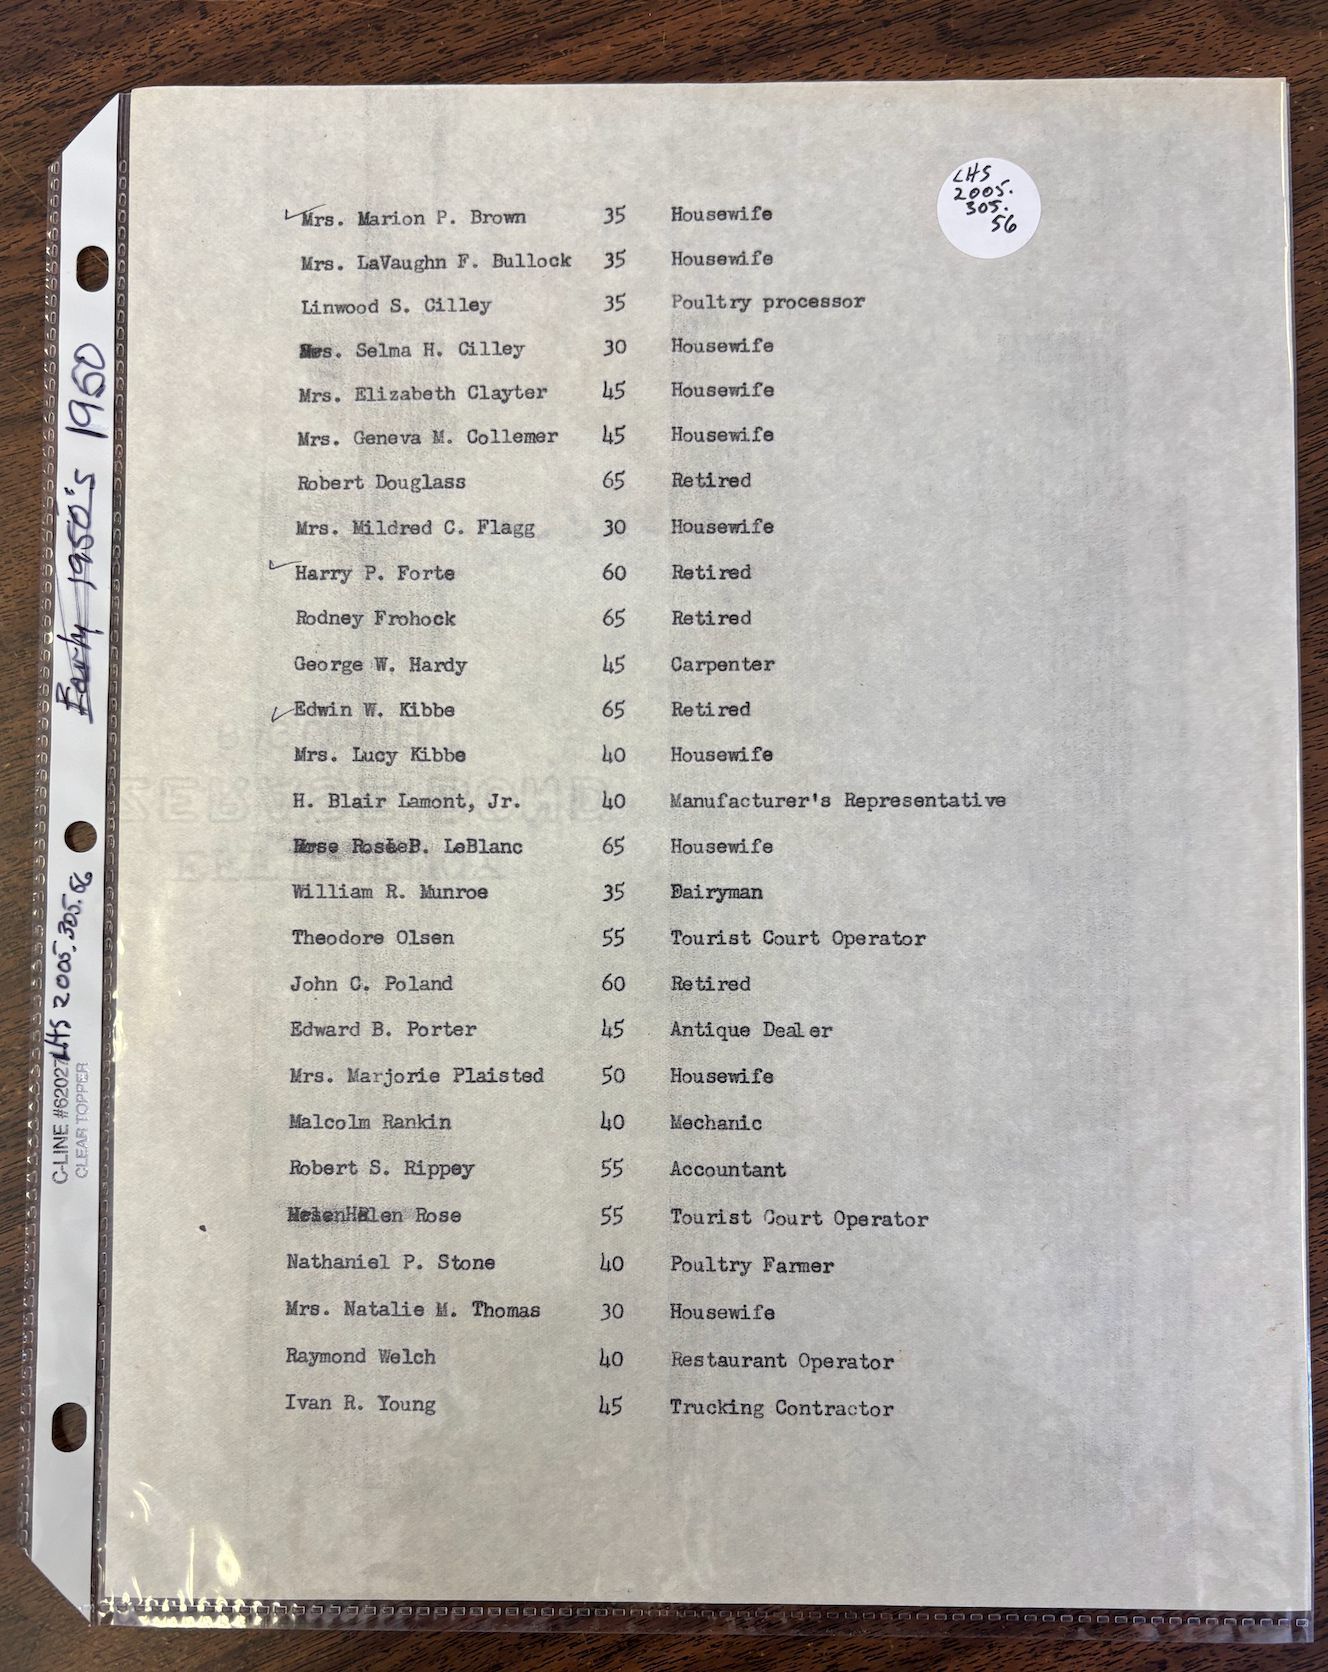 LHS
2005.
305.
56
Mrs. Marion P. Brown 35 Housewife
Mrs. LaVaughn F. Bullock 35 Housewife
Linwood S. Cilley 35 Poultry processor
Mrs. Selma H. Cilley 30 Housewife
Mrs. Elizabeth Clayter 45 Housewife
Mrs. Geneva M. Collemer 45 Housewife
Robert Douglass 65 Retired
Mrs. Mildred C. Flagg 30 Housewife
Harry P. Forte 60 Retired
Rodney Frohock 65 Retired
George W. Hardy 45 Carpenter
Edwin W. Kibbe 65 Retired
Mrs. Lucy Kibbe 40 Housewife
H. Blair Lamont, Jr. 40 Manufacturer's Representative
B. LeBlanc 65 Housewife
William R. Munroe 35 Dairyman
Theodore Olsen 55 Tourist Court Operator
John C. Poland 60 Retired
Edward B. Porter 45 Antique Dealer
Mrs. Marjorie Plaisted 50 Housewife
Malcolm Rankin 40 Mechanic
Robert S. Rippey 55 Accountant
Rose 55 Tourist Court Operator
Nathaniel P. Stone 40 Poultry Farmer
Mrs. Natalie M. Thomas 30 Housewife
Raymond Welch 40 Restaurant Operator
Ivan R. Young 45 Trucking Contractor
C-LINE #62027 LHS 2005.305.56 Early 1950's 1950
CLEAR TOPPER